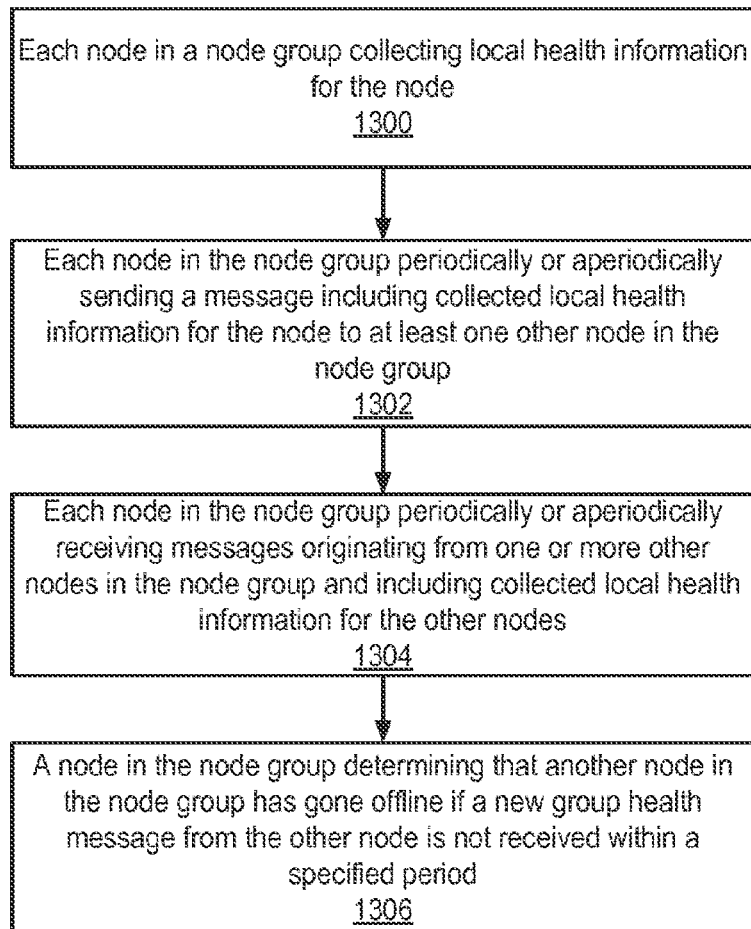 Each node in a node group collecting local health information
for the node
1300
Each node in the node group periodically or aperiodically
sending a message including collected local health
information for the node to at least one other node in the
node group
1302
Each node in the node group periodically or aperiodically
receiving messages originating from one or more other
nodes in the node group and including collected local health
information for the other nodes
1304
A node in the node group determining that another node in
the node group has gone offline if a new group health
message from the other node is not received within a
specified period
1306